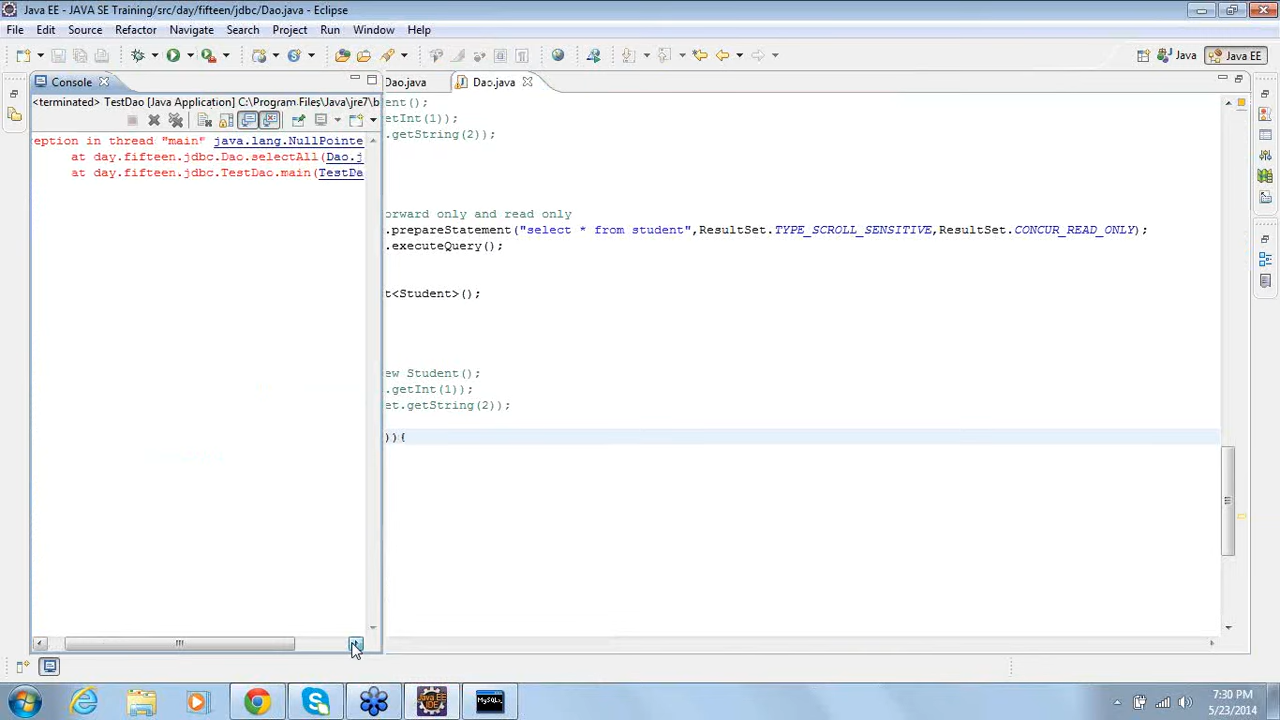 Java EE - JAVA SE Training/src/day/fifteen/jdbc/Dao.java - Eclipse
File Edit Source Refactor Navigate Search Project Run Window Help
Java Java EE
Console Dao.java Dao.java
<terminated> TestDao [Java Application] C:\Program Files\Java\jre7\b
ent();
etInt(1));
.getString(2));
eption in thread "main" java.lang.NullPointe
at day.fifteen.jdbc.Dao.selectAll(Dao.j
at day.fifteen.jdbc.TestDao.main(TestDa
orward only and read only
.prepareStatement("select * from student",ResultSet.TYPE_SCROLL_SENSITIVE,ResultSet.CONCUR_READ_ONLY);
.executeQuery();
t<Student>();
ew Student();
.getInt(1));
et.getString(2));
)){
MySQL
7:30 PM
5/23/2014